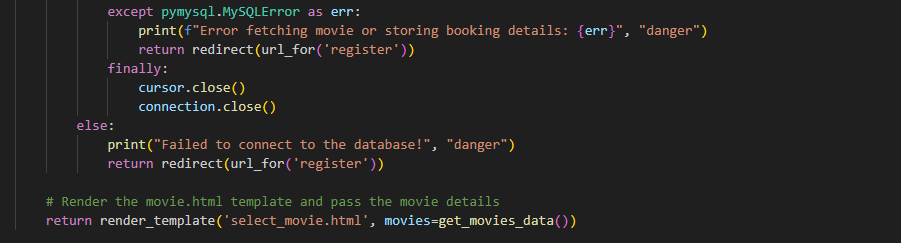 except pymysql.MySQLError as err:
print(f"Error fetching movie or storing booking details: {err}", "danger")
return redirect(url_for('register'))
finally:
cursor.close()
connection.close()
else:
print("Failed to connect to the database!", "danger")
return redirect(url_for('register'))
# Render the movie.html template and pass the movie details
return render_template('select_movie.html', movies=get_movies_data())